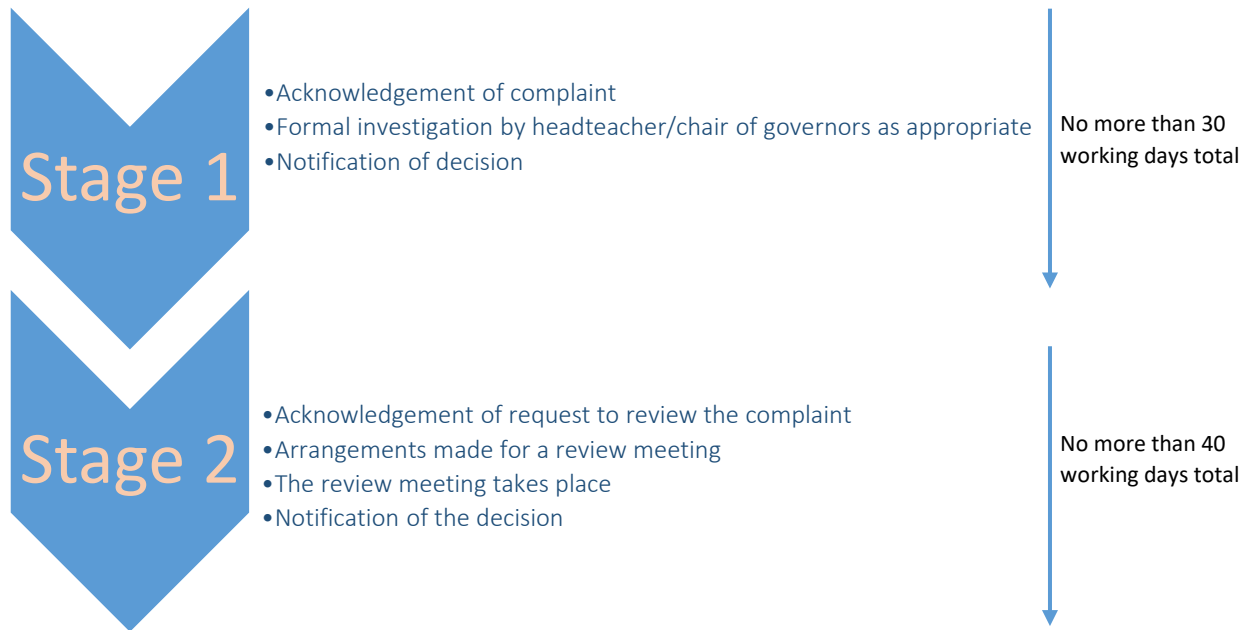 Stage 1
•Acknowledgement of complaint
•Formal investigation by headteacher/chair of governors as appropriate
•Notification of decision
No more than 30
working days total
Stage 2
•Acknowledgement of request to review the complaint
•Arrangements made for a review meeting
•The review meeting takes place
•Notification of the decision
No more than 40
working days total